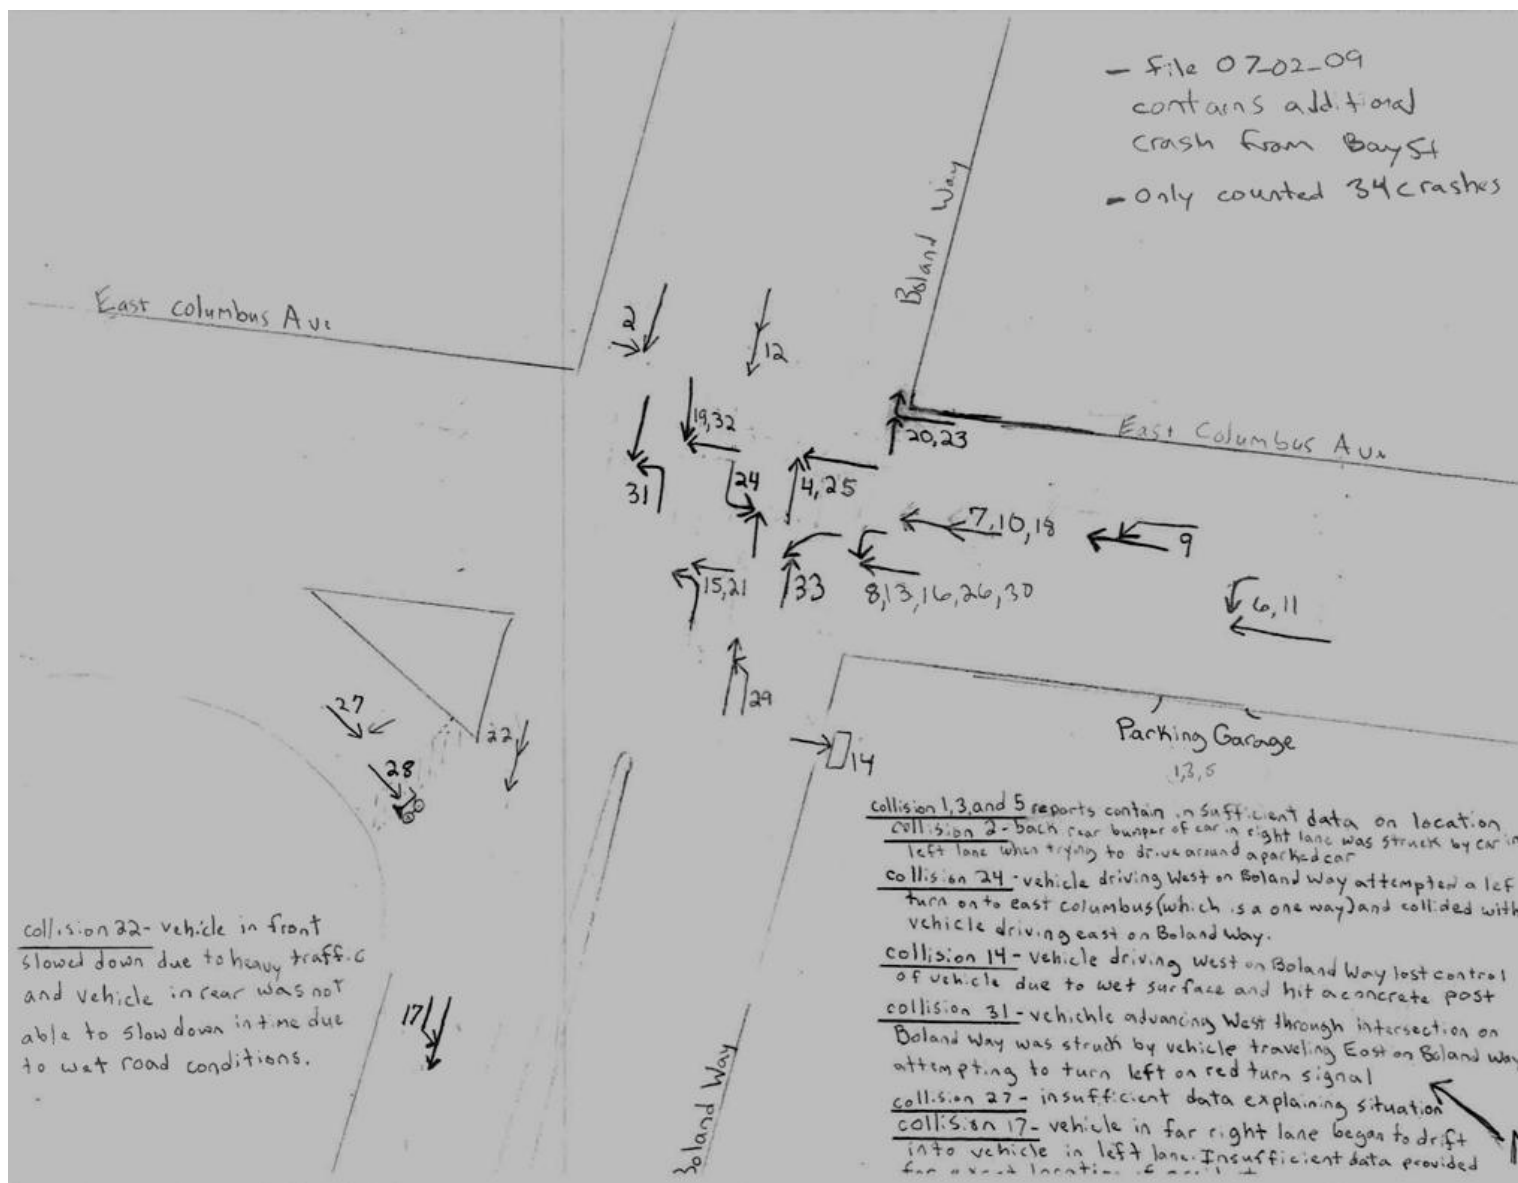 - File 07-02-09
contains additional
crash from Bay St
- Only counted 34 crashes
Boland Way
East Columbus Ave
2
12
19,32
20,23
East Columbus Ave
31
24
4,25
7,10,18
9
15,21
33
8,13,16,26,30
6,11
29
27
22
28
14
Parking Garage
1,3,5
collision 1,3,and 5 reports contain insufficient data on location
collision 2 - back rear bumper of car in right lane was struck by car in
left lane when trying to drive around a parked car
collision 24 - vehicle driving West on Boland Way attempted a lef
turn onto east columbus (which is a one way) and collided with
vehicle driving east on Boland Way.
collision 14 - vehicle driving West on Boland Way lost control
of vehicle due to wet surface and hit a concrete post
collision 31 - vehichle advancing West through intersection on
Boland Way was struck by vehicle traveling East on Boland Way
attempting to turn left on red turn signal
collision 27 - insufficient data explaining situation
collision 17 - vehicle in far right lane began to drift
into vehicle in left lane. Insufficient data provided
collision 22 - vehicle in front
slowed down due to heavy traffic
and vehicle in rear was not
able to slow down in time due
to wet road conditions.
17
Boland Way